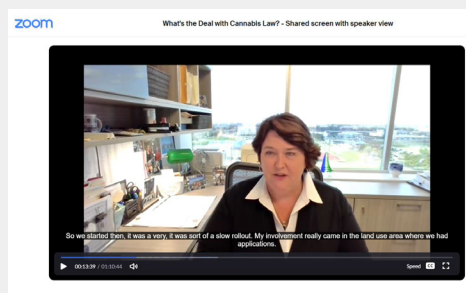 zoom
What's the Deal with Cannabis Law? - Shared screen with speaker view
So we started then, it was a very, it was sort of a slow rollout. My involvement really came in the land use area where we had
applications.
00:13:39 / 01:10:44
Speed
CC